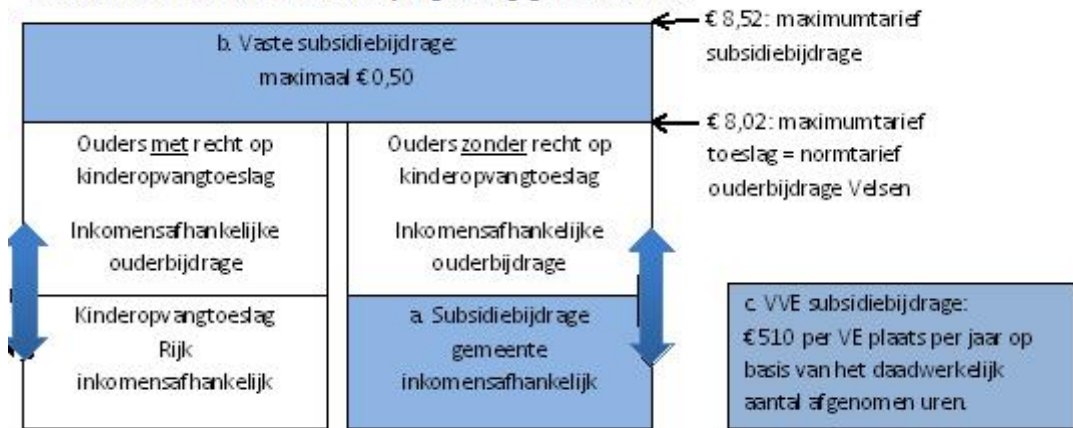 b. Vaste subsidiebijdrage:
maximaal € 0,50
€ 8,52: maximumtarief
subsidiebijdrage
€ 8,02: maximumtarief
toeslag = normtarief
ouderbijdrage Velsen
Ouders met recht op
kinderopvangtoeslag
Inkomensafhankelijke
ouderbijdrage
Kinderopvangtoeslag
Rijk
inkomensafhankelijk
Ouders zonder recht op
kinderopvangtoeslag
Inkomensafhankelijke
ouderbijdrage
a. Subsidiebijdrage
gemeente
inkomensafhankelijk
c. VVE subsidiebijdrage:
€ 510 per VE plaats per jaar op
basis van het daadwerkelijk
aantal afgenomen uren.